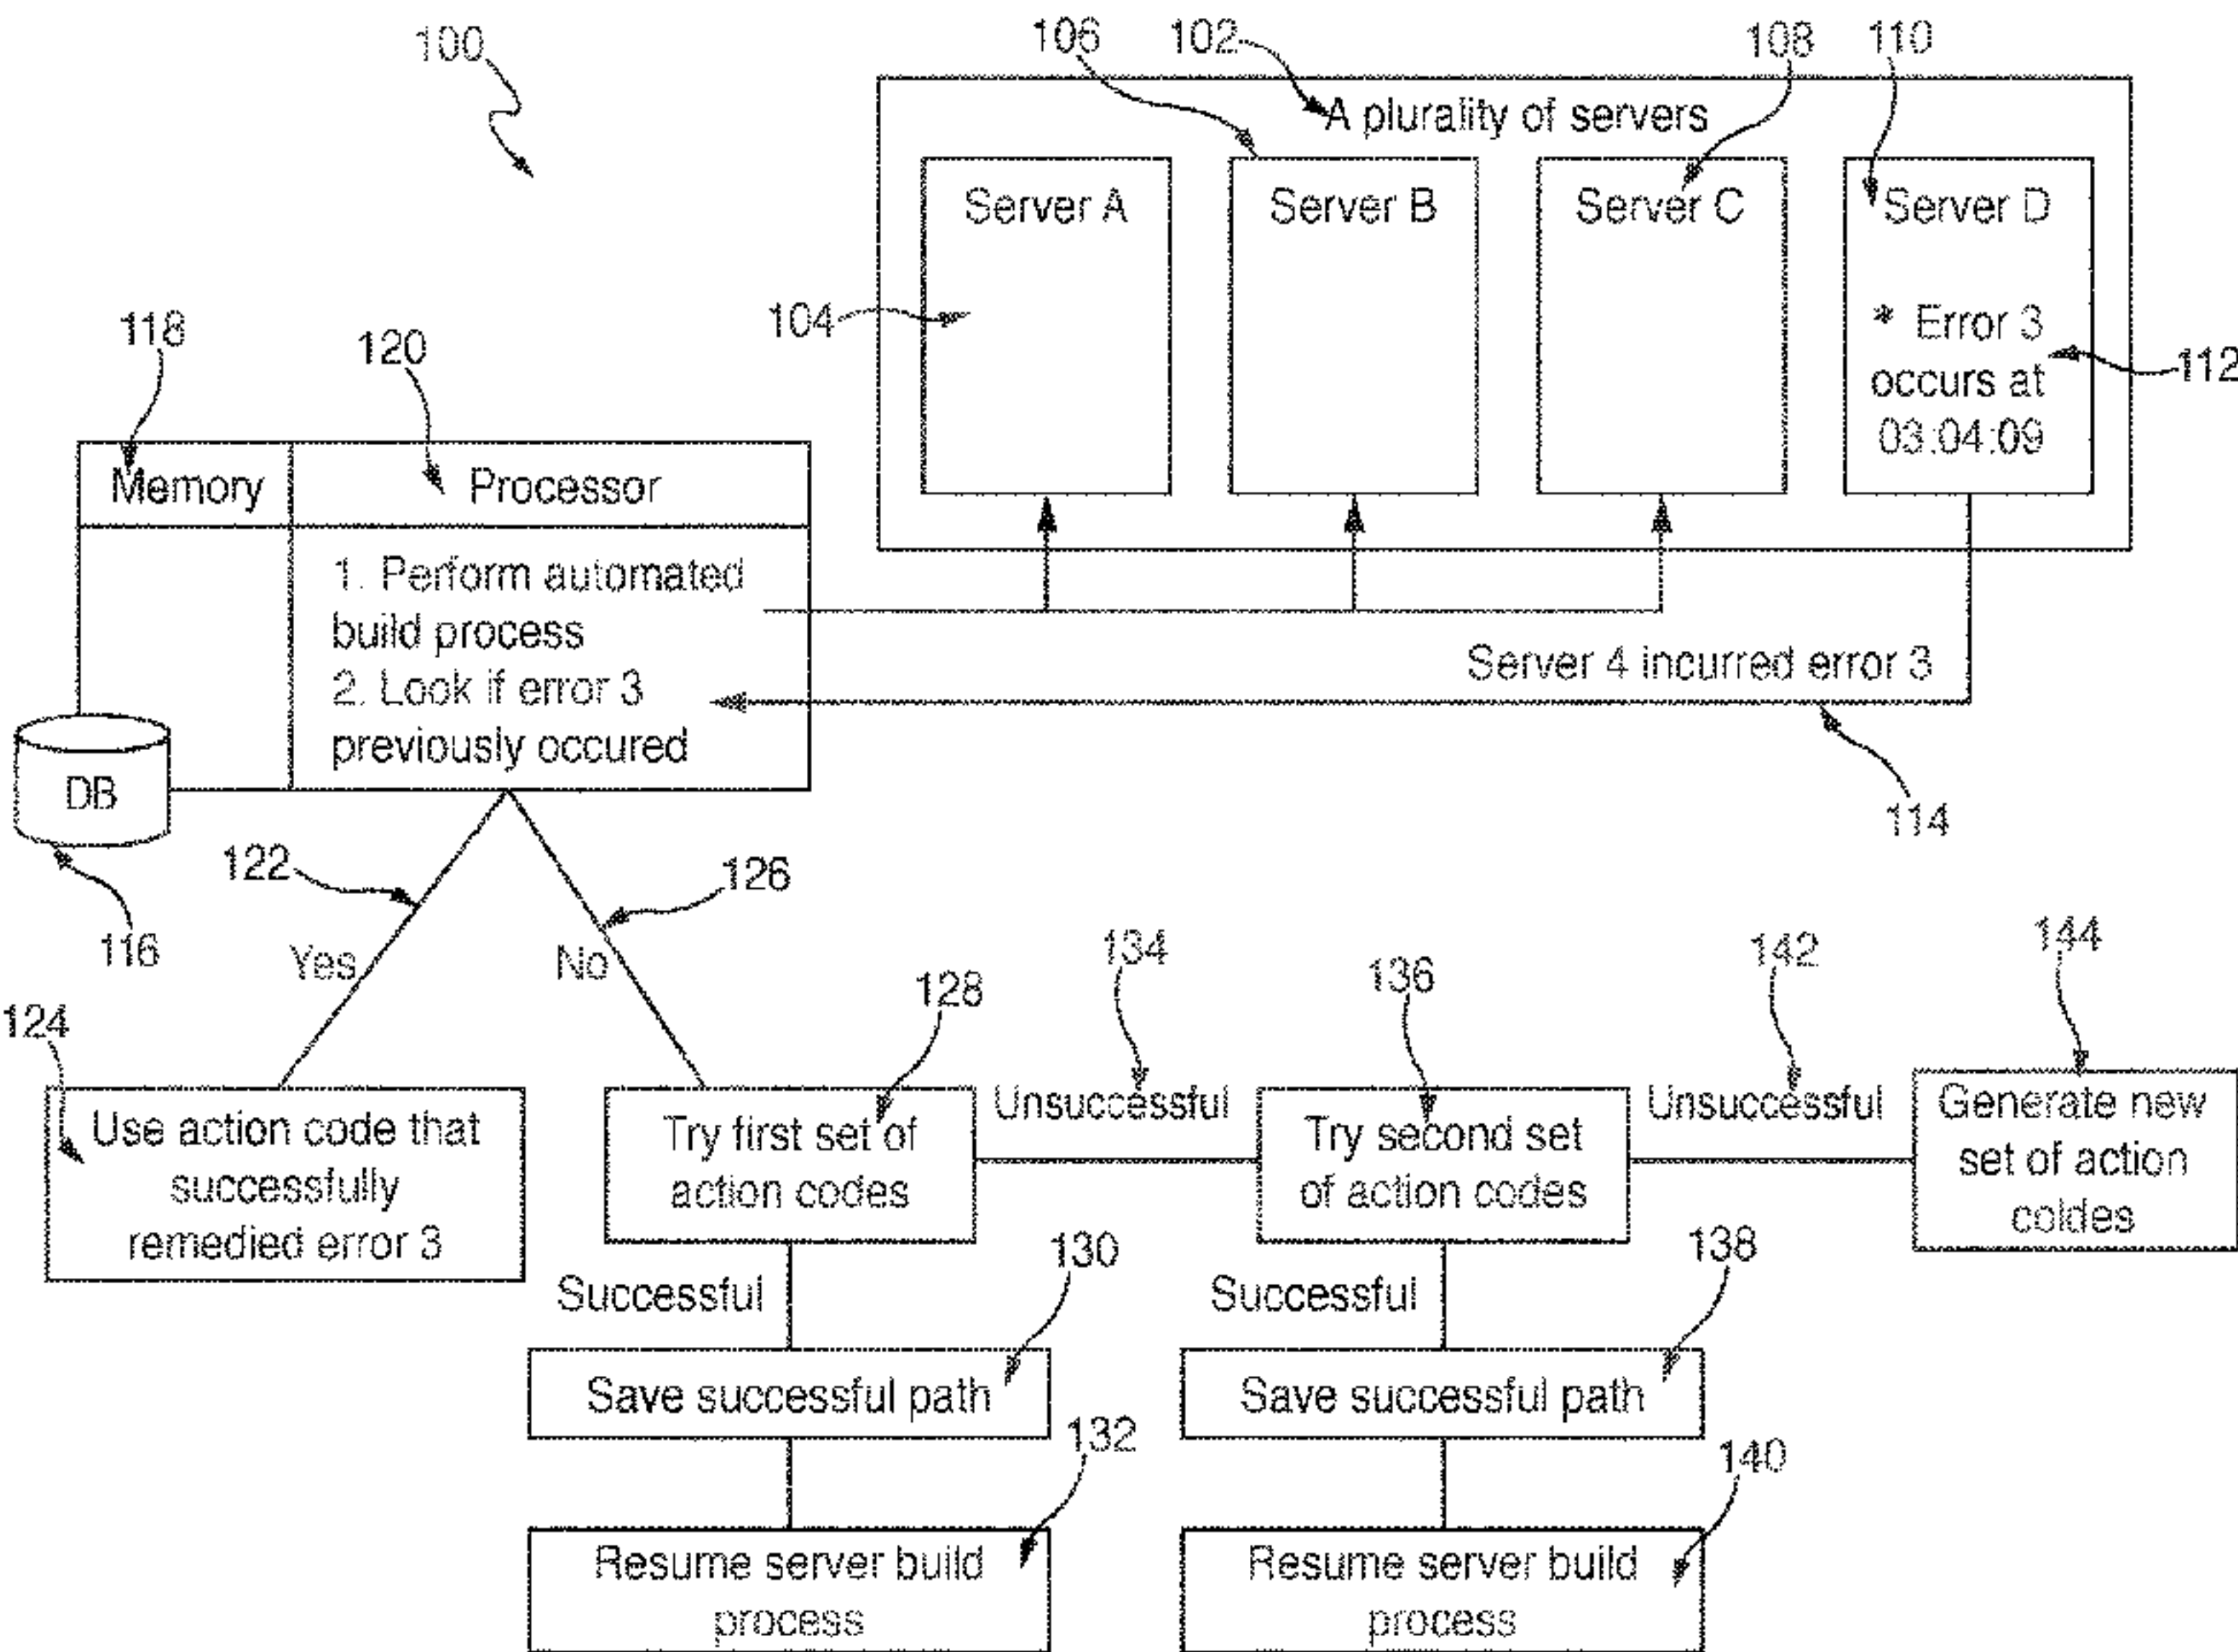 100
106
102
108
110
A plurality of servers
Server A
Server B
Server C
Server D
104
* Error 3
occurs at
03:04:09
112
118
120
Memory
Processor
1. Perform automated
build process
2. Look if error 3
previously occured
Server 4 incurred error 3
114
DB
116
122
126
Yes
No
124
128
134
136
142
144
Use action code that
successfully
remedied error 3
Try first set of
action codes
Unsuccessful
Try second set
of action codes
Unsuccessful
Generate new
set of action
coldes
Successful
130
Successful
138
Save successful path
Save successful path
132
140
Resume server build
process
Resume server build
process